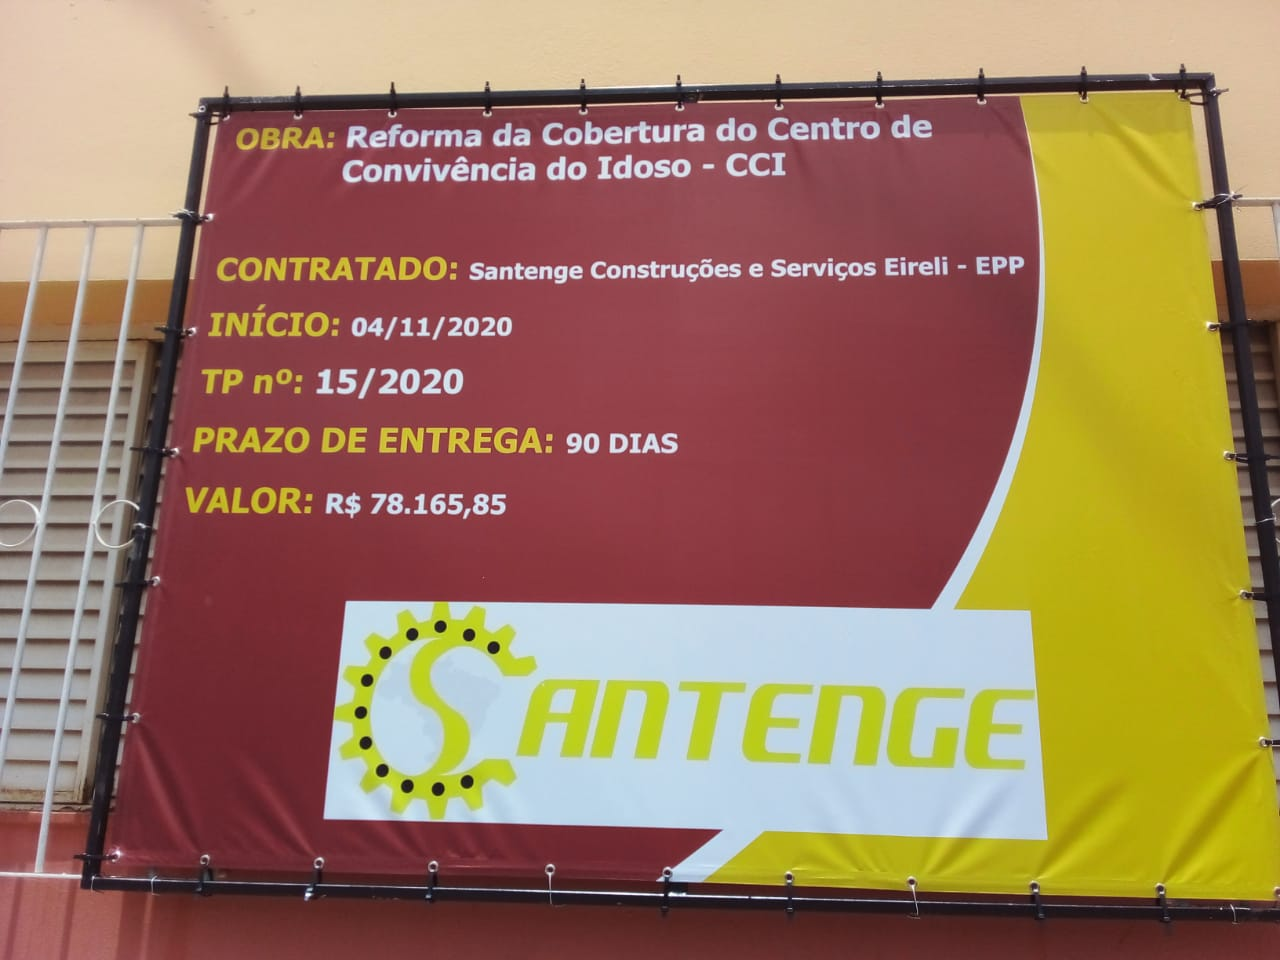 OBRA: Reforma da Cobertura do Centro de
Convivência do Idoso - CCI
CONTRATADO: Santenge Construções e Serviços Eireli - EPP
INÍCIO: 04/11/2020
TP nº: 15/2020
PRAZO DE ENTREGA: 90 DIAS
VALOR: R$ 78.165,85
SANTENGE